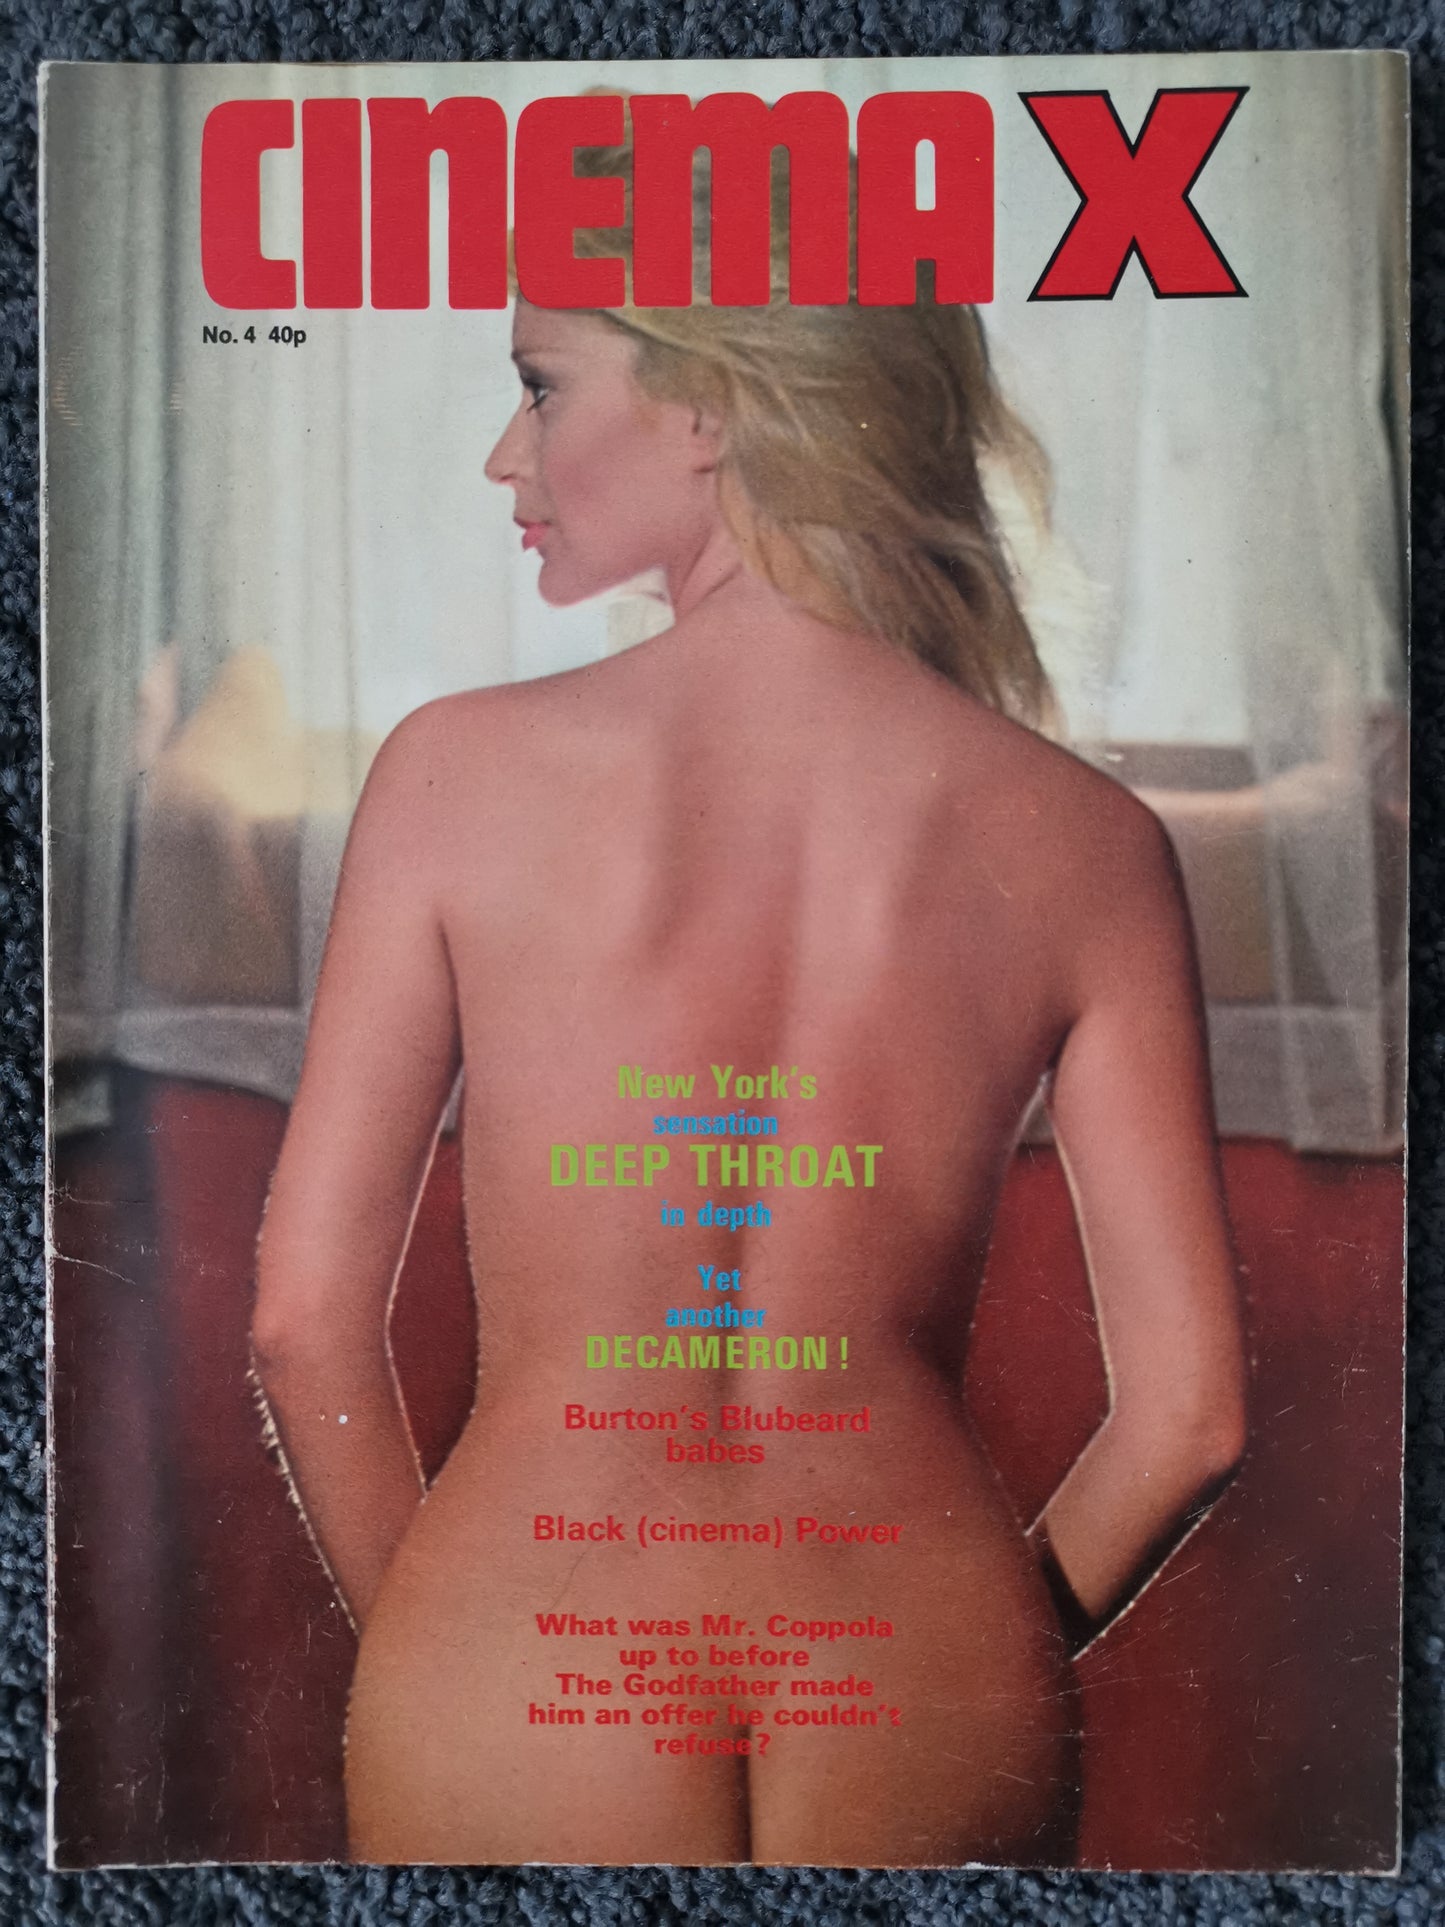 CINEMA X
No. 4 40p
New York's
sensation
DEEP THROAT
in depth
Yet
another
DECAMERON!
Burton's Blubeard
babes
Black (cinema) Power
What was Mr. Coppola
up to before
The Godfather made
him an offer he couldn't
refuse?